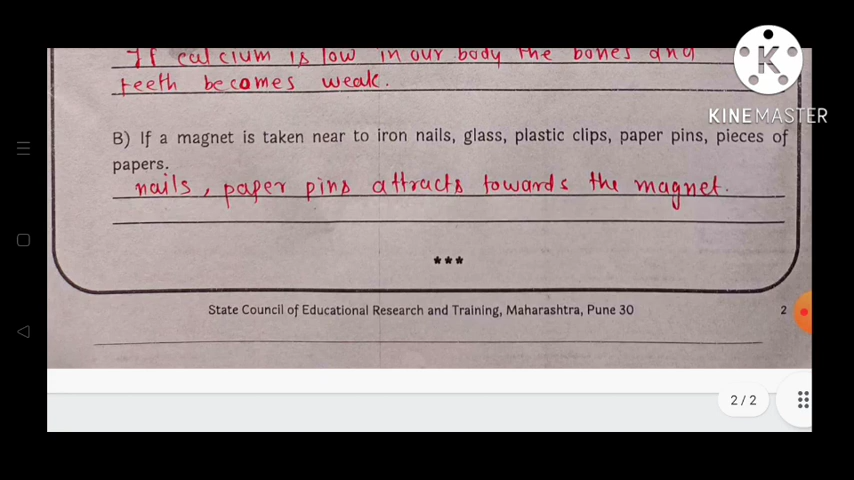 If calcium is low in our body the bones and
teeth becomes weak.
K
KINEMASTER
B) If a magnet is taken near to iron nails, glass, plastic clips, paper pins, pieces of
papers.
nails, paper pins attracts towards the magnet.
***
State Council of Educational Research and Training, Maharashtra, Pune 30
2
2/2